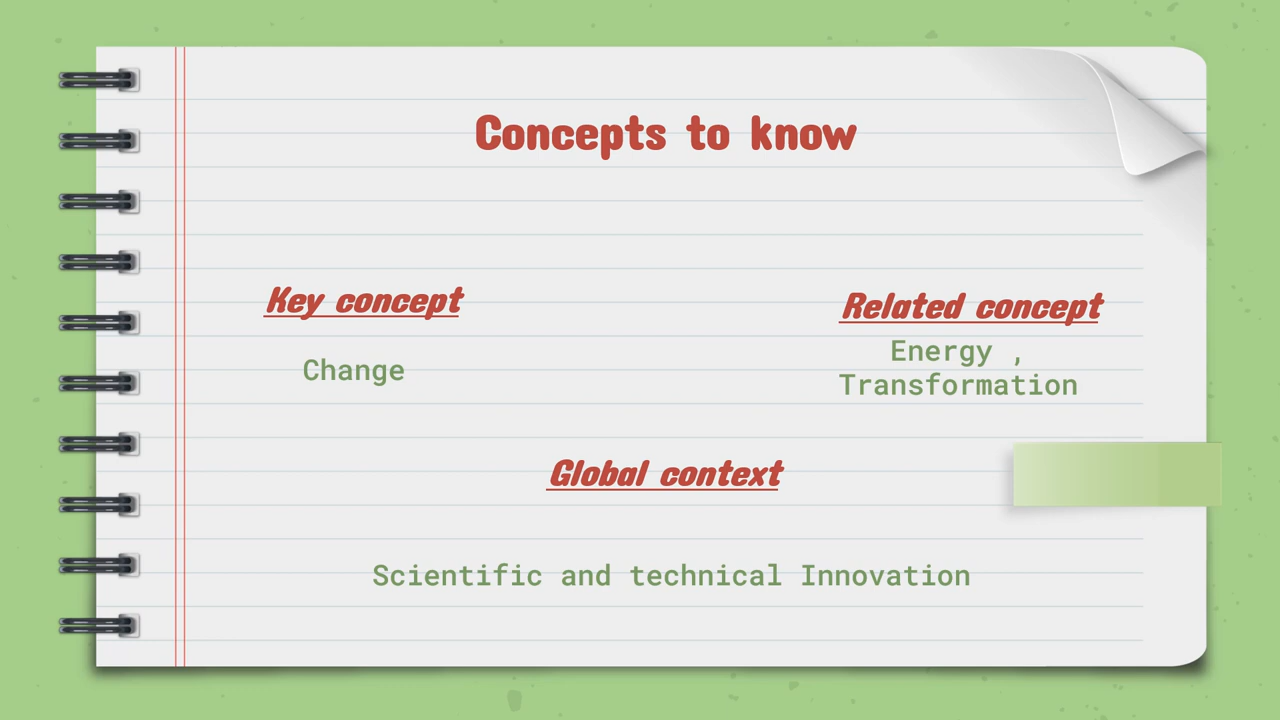 Concepts to know
Key concept
Change
Related concept
Energy ,
Transformation
Global context
Scientific and technical Innovation